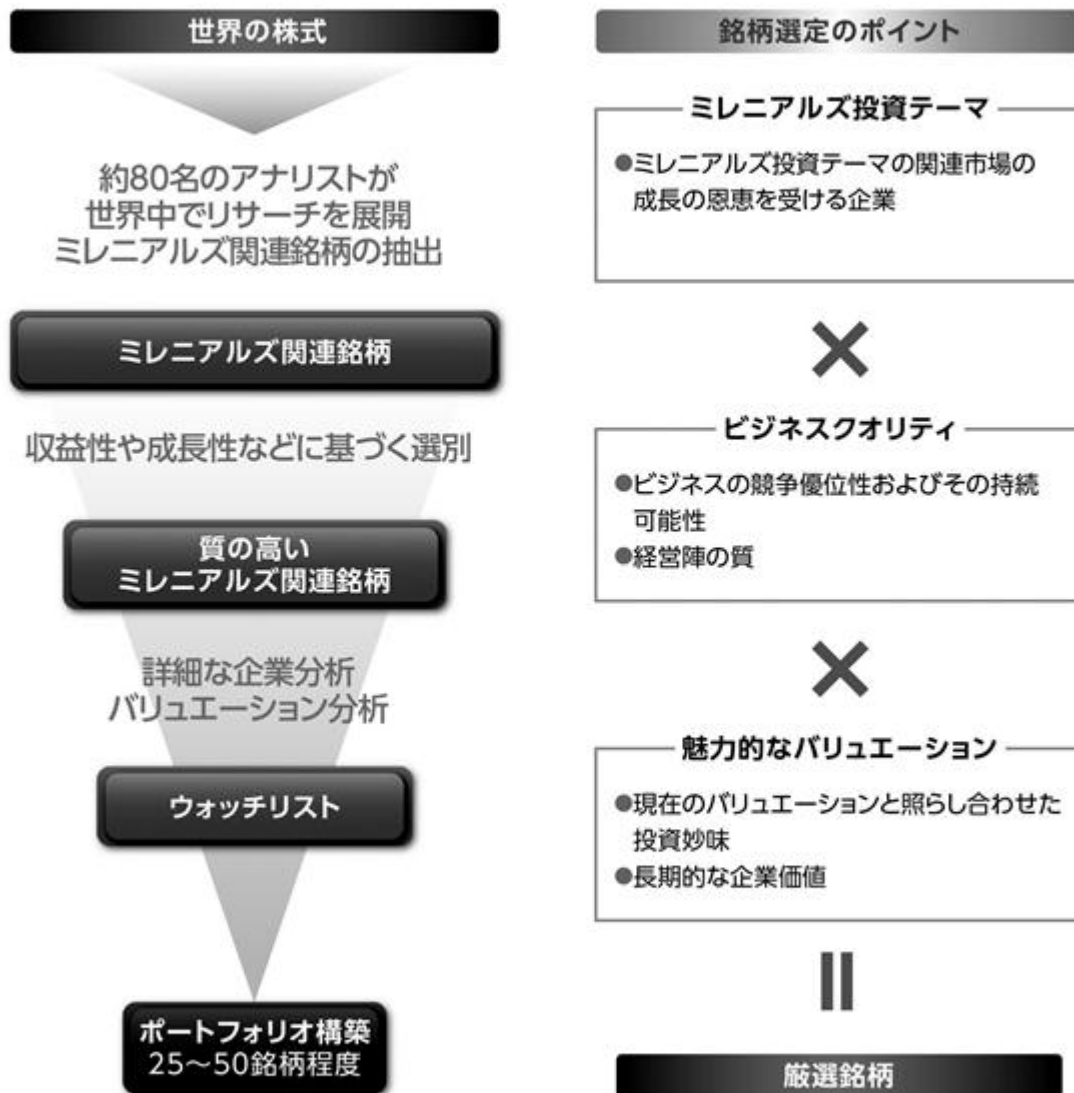 世界の株式
約80名のアナリストが
世界中でリサーチを展開
ミレニアルズ関連銘柄の抽出
ミレニアルズ関連銘柄
収益性や成長性などに基づく選別
質の高い
ミレニアルズ関連銘柄
詳細な企業分析
バリュエーション分析
ウォッチリスト
ポートフォリオ構築
25～50銘柄程度
銘柄選定のポイント
ミレニアルズ投資テーマ
●ミレニアルズ投資テーマの関連市場の
成長の恩恵を受ける企業
×
ビジネスクオリティ
●ビジネスの競争優位性およびその持続
可能性
●経営陣の質
×
魅力的なバリュエーション
●現在のバリュエーションと照らし合わせた
投資妙味
●長期的な企業価値
厳選銘柄